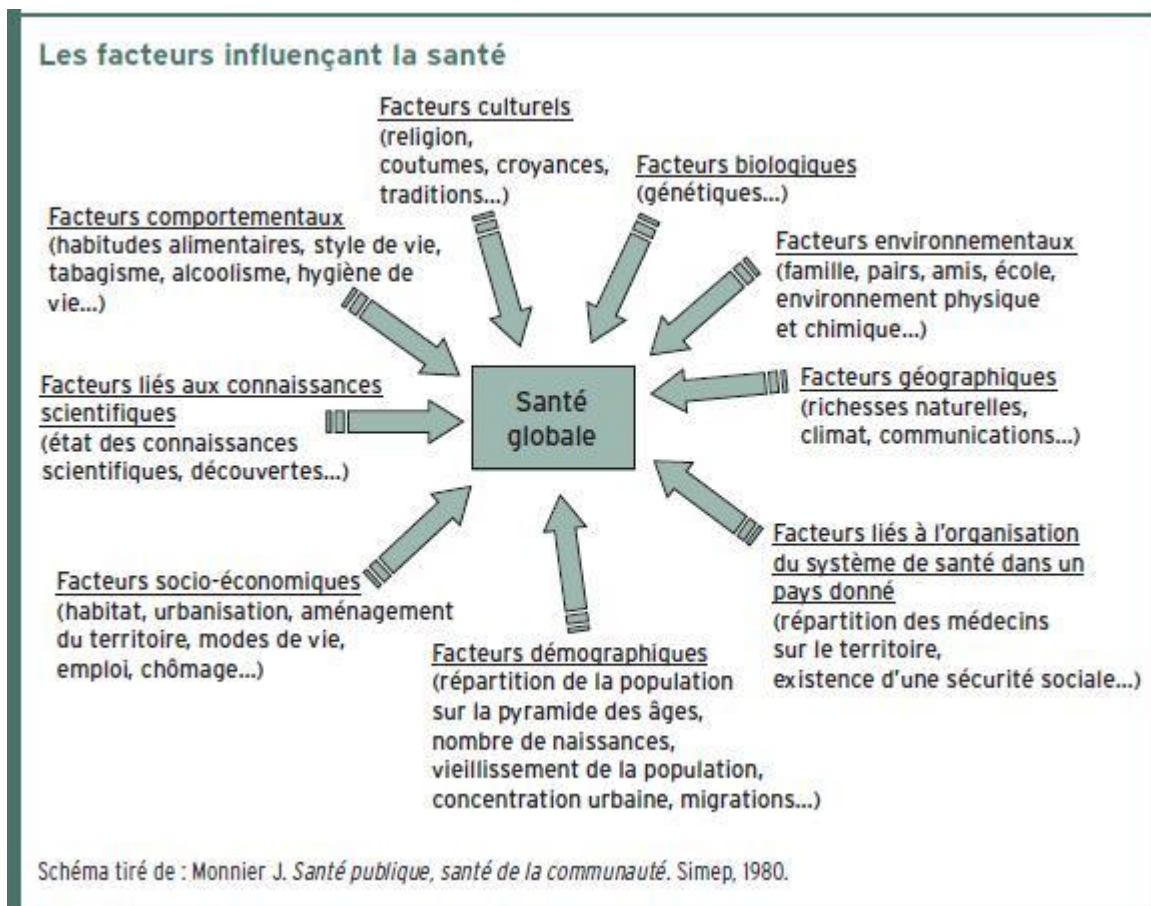 Les facteurs influençant la santé
Facteurs culturels
(religion,
coutumes, croyances,
traditions...)
Facteurs biologiques
(génétiques...)
Facteurs comportementaux
(habitudes alimentaires, style de vie,
tabagisme, alcoolisme, hygiène de
vie...)
Facteurs environnementaux
(famille, pairs, amis, école,
environnement physique
et chimique...)
Facteurs liés aux connaissances
scientifiques
(état des connaissances
scientifiques, découvertes...)
Santé
globale
Facteurs géographiques
(richesses naturelles,
climat, communications...)
Facteurs socio-économiques
(habitat, urbanisation, aménagement
du territoire, modes de vie,
emploi, chômage...)
Facteurs démographiques
(répartition de la population
sur la pyramide des âges,
nombre de naissances,
vieillissement de la population,
concentration urbaine, migrations...)
Facteurs liés à l'organisation
du système de santé dans un
pays donné
(répartition des médecins
sur le territoire,
existence d'une sécurité sociale...)
Schéma tiré de : Monnier J. Santé publique, santé de la communauté. Simep, 1980.